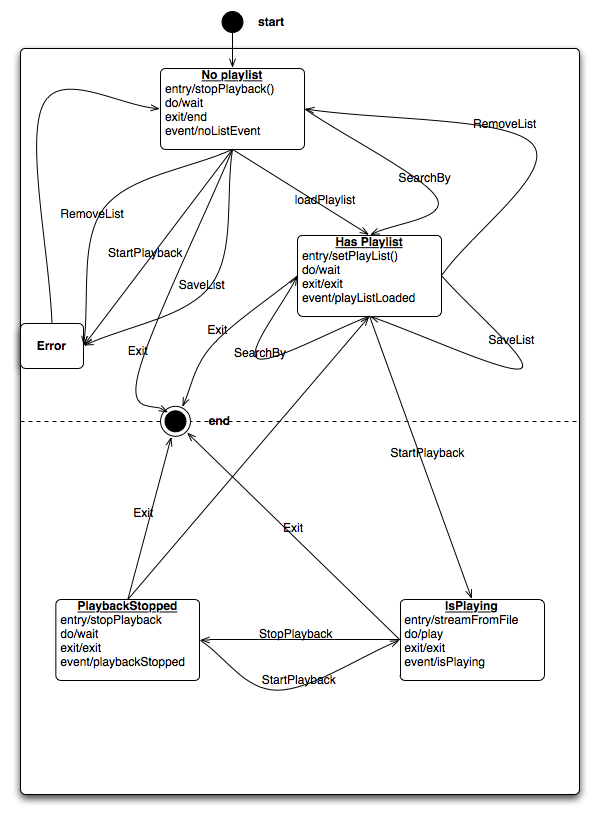 start
No playlist
entry/stopPlayback()
do/wait
exit/end
event/noListEvent
RemoveList
SearchBy
loadPlaylist
RemoveList
Has Playlist
entry/setPlayList()
do/wait
exit/exit
event/playListLoaded
StartPlayback
SaveList
Exit
SaveList
Error
Exit
SearchBy
end
StartPlayback
Exit
Exit
PlaybackStopped
entry/stopPlayback
do/wait
exit/exit
event/playbackStopped
IsPlaying
entry/streamFromFile
do/play
exit/exit
event/isPlaying
StopPlayback
StartPlayback